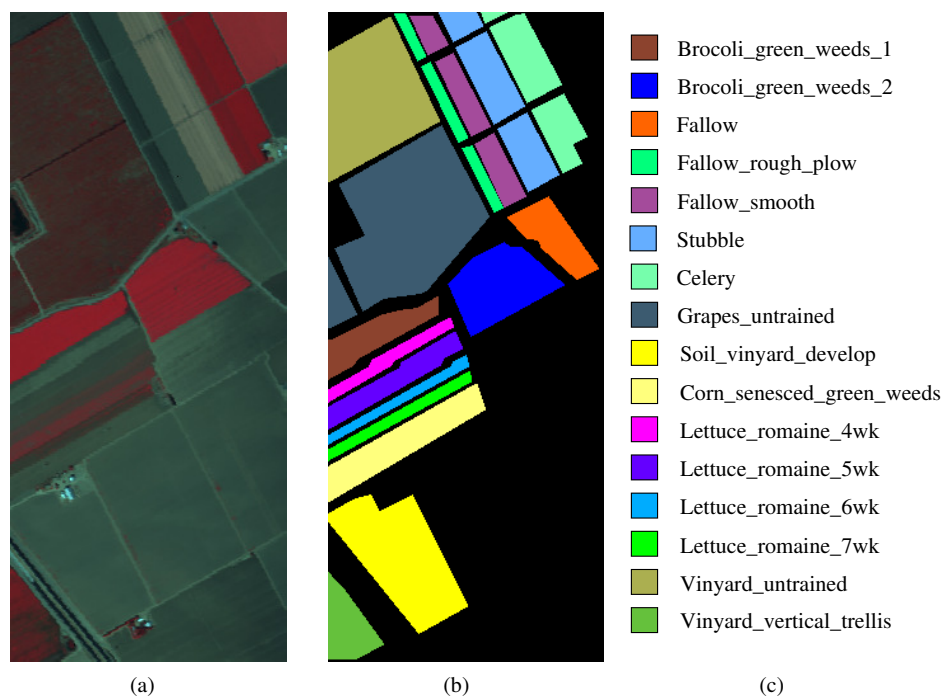 Brocoli_green_weeds_1
Brocoli_green_weeds_2
Fallow
Fallow_rough_plow
Fallow_smooth
Stubble
Celery
Grapes_untrained
Soil_vinyard_develop
Corn_senesced_green_weeds
Lettuce_romaine_4wk
Lettuce_romaine_5wk
Lettuce_romaine_6wk
Lettuce_romaine_7wk
Vinyard_untrained
Vinyard_vertical_trellis
(a) (b) (c)